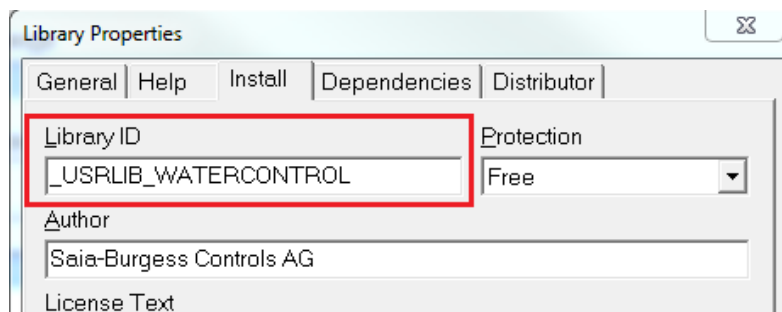 Library Properties
General Help Install Dependencies Distributor
Library ID Protection
_USRLIB_WATERCONTROL Free
Author
Saia-Burgess Controls AG
License Text